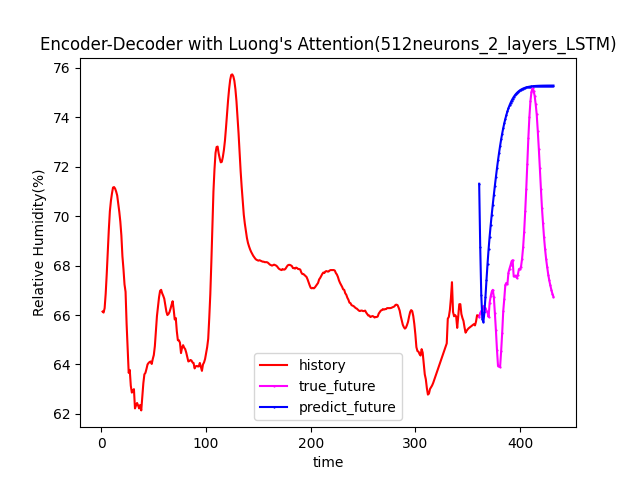 Encoder-Decoder with Luong's Attention(512neurons_2_layers_LSTM)
76
74
72
70
68
66
64
62
Relative Humidity(%)
history
true_future
predict_future
0
100
200
300
400
time